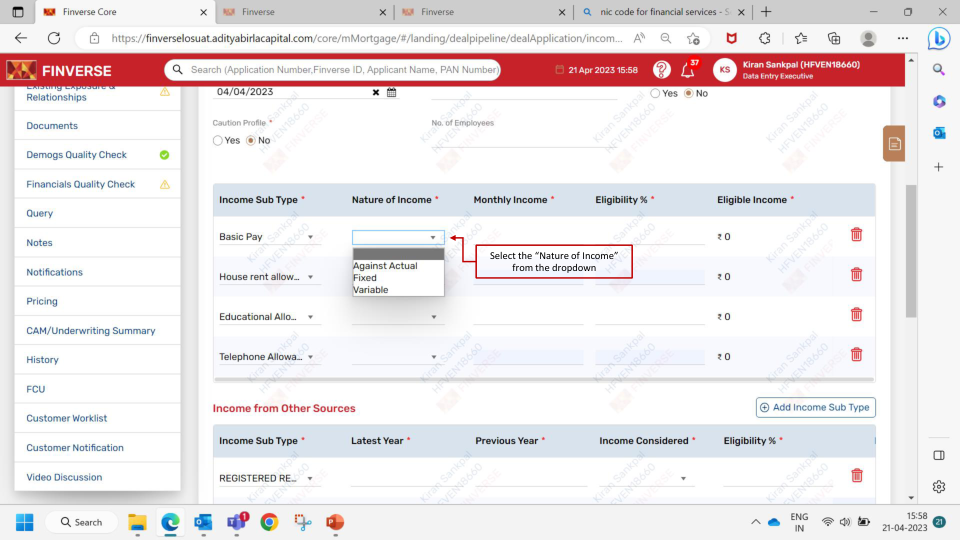 Finverse Core
Finverse
Finverse
nic code for financial services - S
https://finverselosuat.adityabirlacapital.com/core/mMortgage/#/landing/dealpipeline/dealApplication/incom...
FINVERSE
Search (Application Number,Finverse ID, Applicant Name, PAN Number)
21 Apr 2023 15:58
37
KS
Kiran Sankpal (HFVEN18660)
Data Entry Executive
Existing Exposure &
Relationships
Documents
Demogs Quality Check
Financials Quality Check
Query
Notes
Notifications
Pricing
CAM/Underwriting Summary
History
FCU
Customer Worklist
Customer Notification
Video Discussion
04/04/2023
Yes No
Caution Profile *
No. of Employees
Yes No
Income Sub Type * Nature of Income * Monthly Income * Eligibility % * Eligible Income *
Basic Pay ₹ 0
Against Actual
Fixed
Variable
Select the “Nature of Income”
from the dropdown
House rent allow... ₹ 0
Educational Allo... ₹ 0
Telephone Allowa... ₹ 0
Income from Other Sources
Add Income Sub Type
Income Sub Type * Latest Year * Previous Year * Income Considered * Eligibility % *
REGISTERED RE...
Kiran Sankpal
HFVEN18660
FINVERSE
Search
1
ENG
IN
15:58
21-04-2023
21